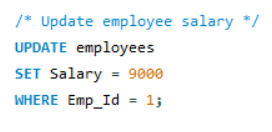 /* Update employee salary */
UPDATE employees
SET Salary = 9000
WHERE Emp_Id = 1;